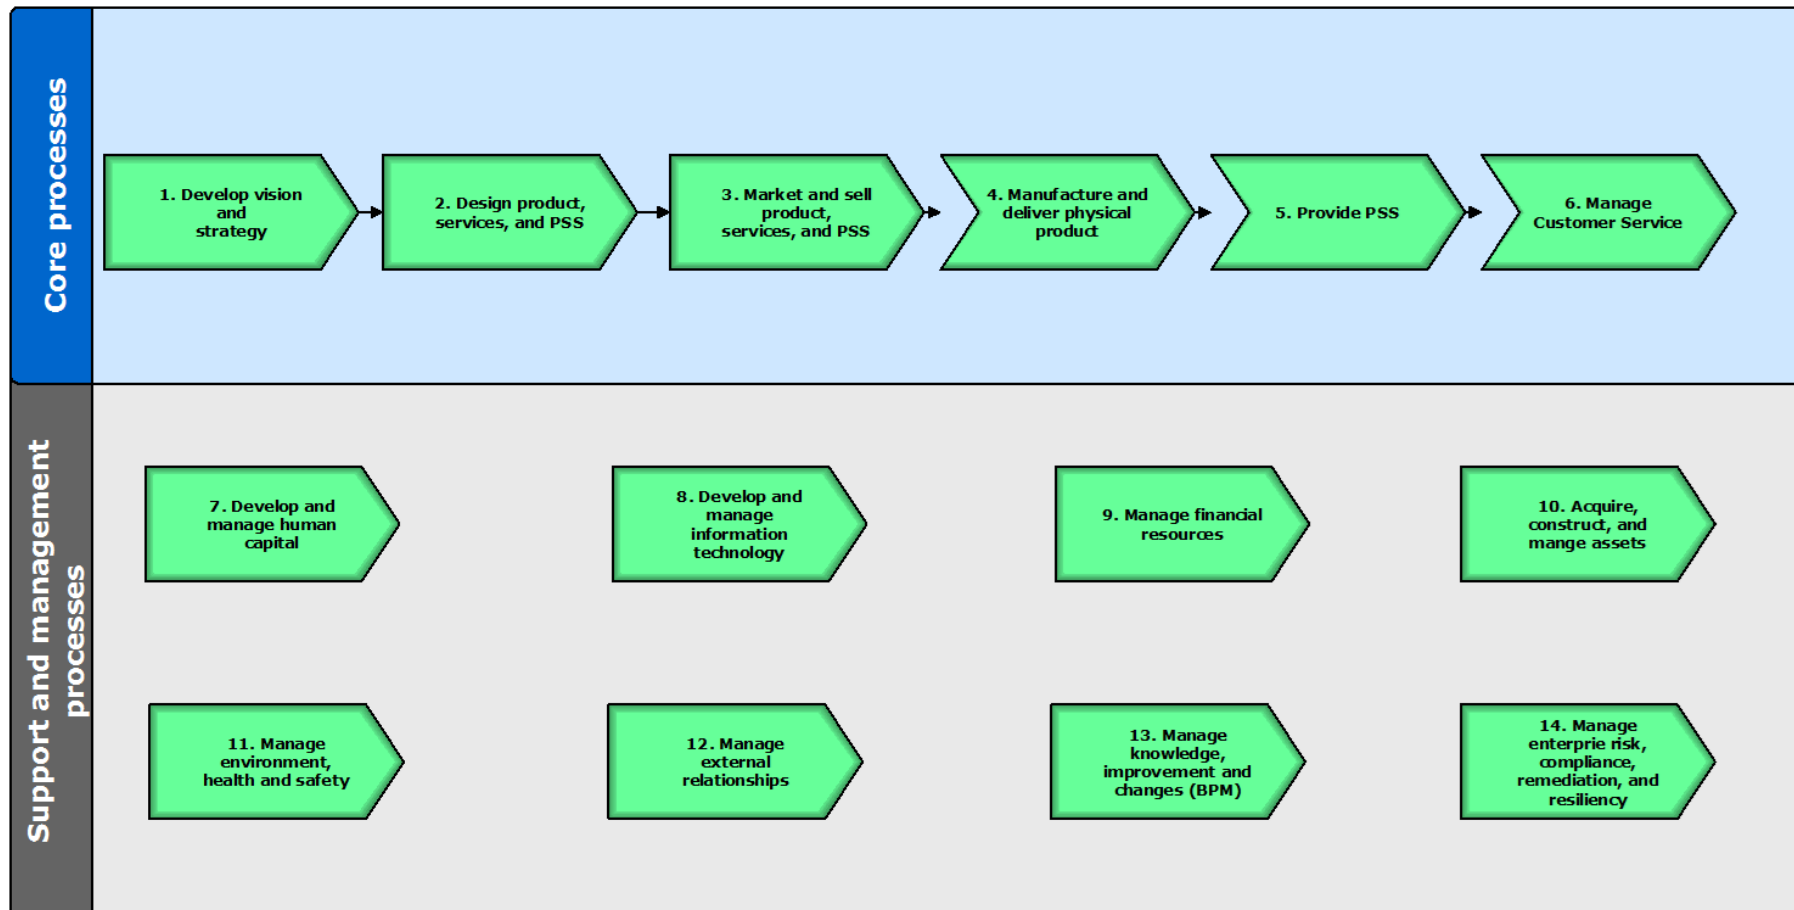 Core processes
1. Develop vision
and
strategy
2. Design product,
services, and PSS
3. Market and sell
product,
services, and PSS
4. Manufacture and
deliver physical
product
5. Provide PSS
6. Manage
Customer Service
Support and management
processes
7. Develop and
manage human
capital
8. Develop and
manage
information
technology
9. Manage financial
resources
10. Acquire,
construct, and
mange assets
11. Manage
environment,
health and safety
12. Manage
external
relationships
13. Manage
knowledge,
improvement and
changes (BPM)
14. Manage
enterprie risk,
compliance,
remediation, and
resiliency